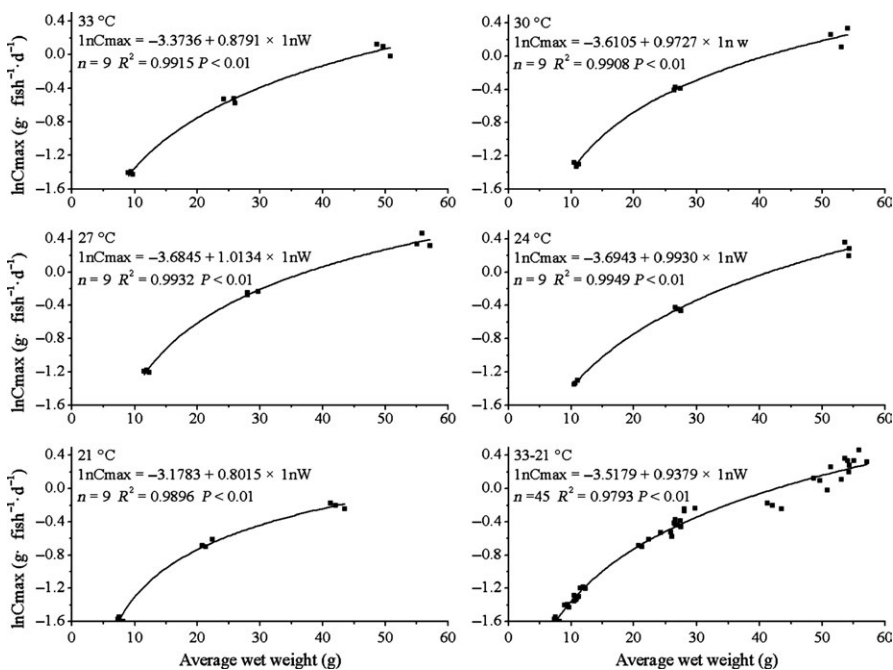 33 °C
1nCmax = −3.3736 + 0.8791 × 1nW
n = 9 R² = 0.9915 P < 0.01
lnCmax (g· fish⁻¹·d⁻¹)
0.4
0.0
−0.4
−0.8
−1.2
−1.6
0 10 20 30 40 50 60
30 °C
1nCmax = −3.6105 + 0.9727 × 1n w
n = 9 R² = 0.9908 P < 0.01
0.4
0.0
−0.4
−0.8
−1.2
−1.6
0 10 20 30 40 50 60
27 °C
1nCmax = −3.6845 + 1.0134 × 1nW
n = 9 R² = 0.9932 P < 0.01
lnCmax (g· fish⁻¹·d⁻¹)
0.4
0.0
−0.4
−0.8
−1.2
−1.6
0 10 20 30 40 50 60
24 °C
1nCmax = −3.6943 + 0.9930 × 1nW
n = 9 R² = 0.9949 P < 0.01
0.4
0.0
−0.4
−0.8
−1.2
−1.6
0 10 20 30 40 50 60
21 °C
1nCmax = −3.1783 + 0.8015 × 1nW
n = 9 R² = 0.9896 P < 0.01
lnCmax (g· fish⁻¹·d⁻¹)
0.4
0.0
−0.4
−0.8
−1.2
−1.6
0 10 20 30 40 50 60
Average wet weight (g)
33-21 °C
1nCmax = −3.5179 + 0.9379 × 1nW
n =45 R² = 0.9793 P < 0.01
0.4
0.0
−0.4
−0.8
−1.2
−1.6
0 10 20 30 40 50 60
Average wet weight (g)